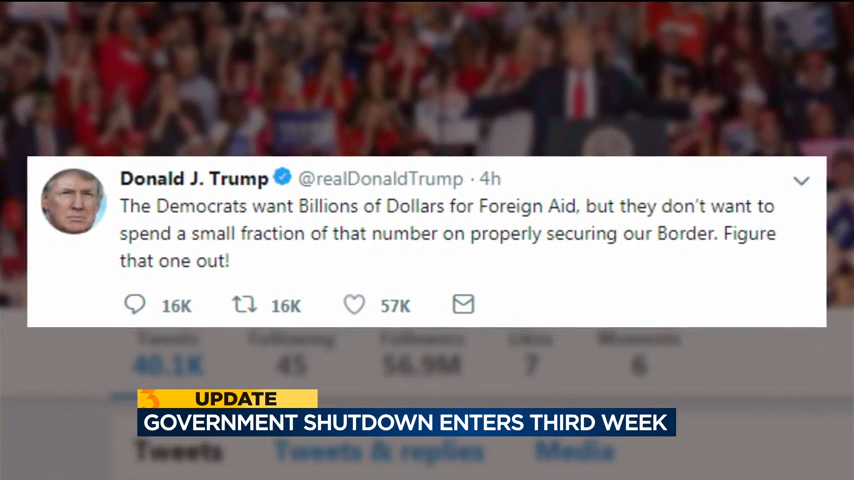 Donald J. Trump @realDonaldTrump · 4h
The Democrats want Billions of Dollars for Foreign Aid, but they don't want to
spend a small fraction of that number on properly securing our Border. Figure
that one out!
16K 16K 57K
Tweets Following Followers Likes Moments
40.1K 45 56.9M 7 6
3 UPDATE
GOVERNMENT SHUTDOWN ENTERS THIRD WEEK
Tweets Tweets & replies Media